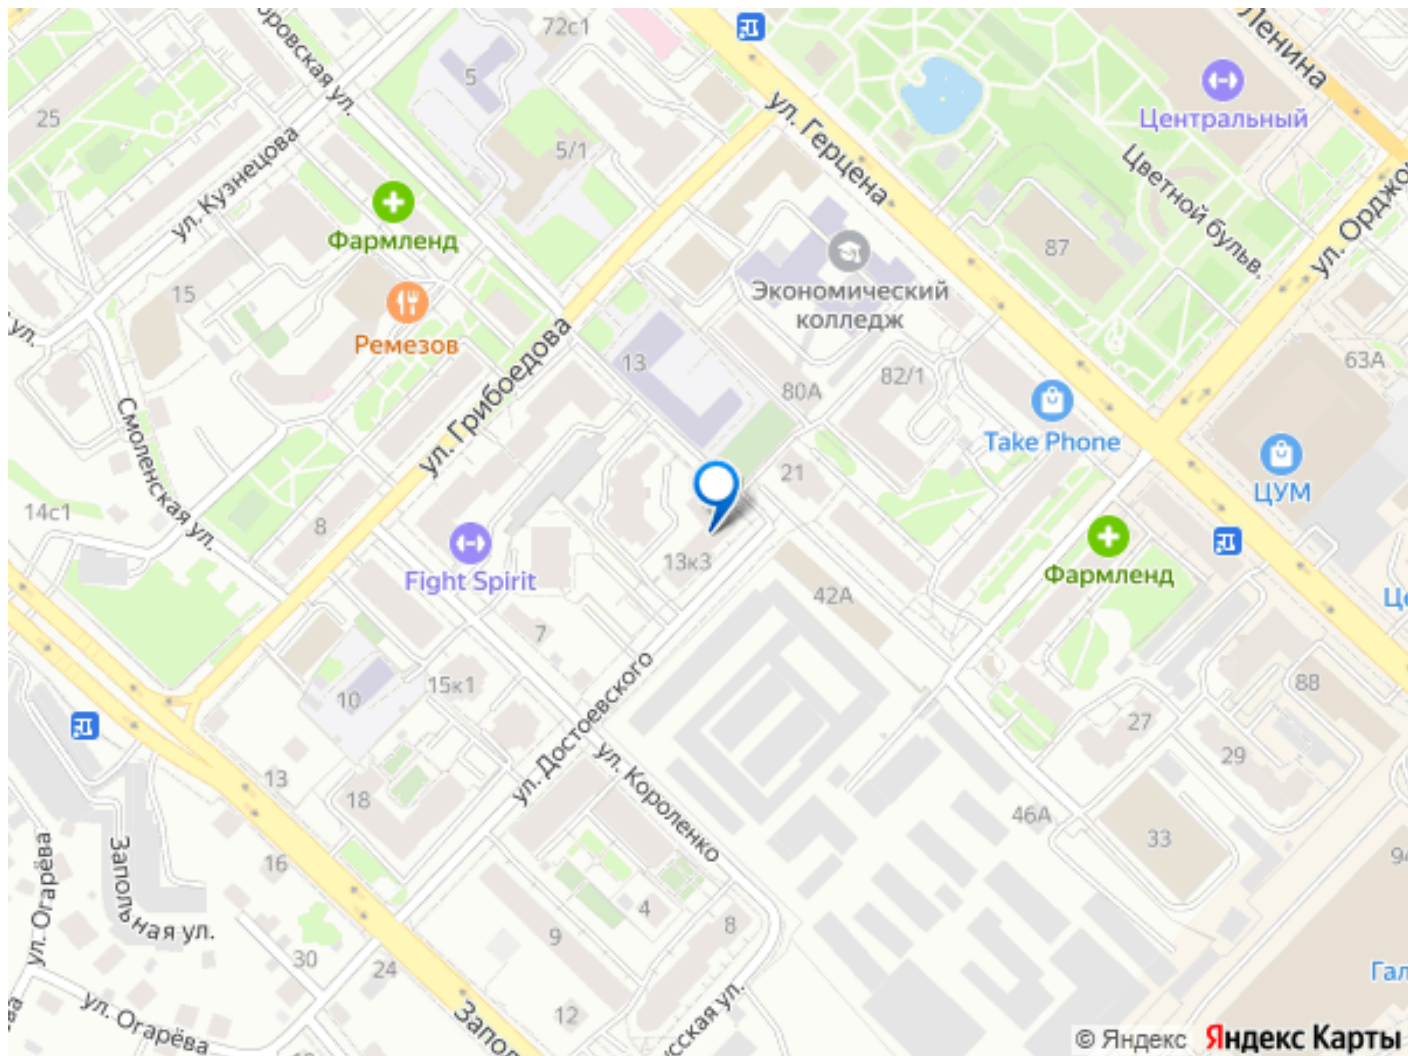 72с1
Ленина
25
5
ул. Герцена
Центральный
ул. Кузнецова
5/1
Цветной бульв.
Фармленд
87
15
Экономический
колледж
ул.
Ремезов
ул. Грибоедова
13
80А
82/1
63А
Смоленская ул.
Take Phone
21
ЦУМ
14с1
8
13к3
Fight Spirit
42А
Фармленд
7
15к1
10
88
27
29
ул. Достоевского
ул. Короленко
13
18
46А
33
16
ул. Огарёва
Запольная ул.
4
8
9
30
24
12
ул. Огарёва
© Яндекс Яндекс Карты